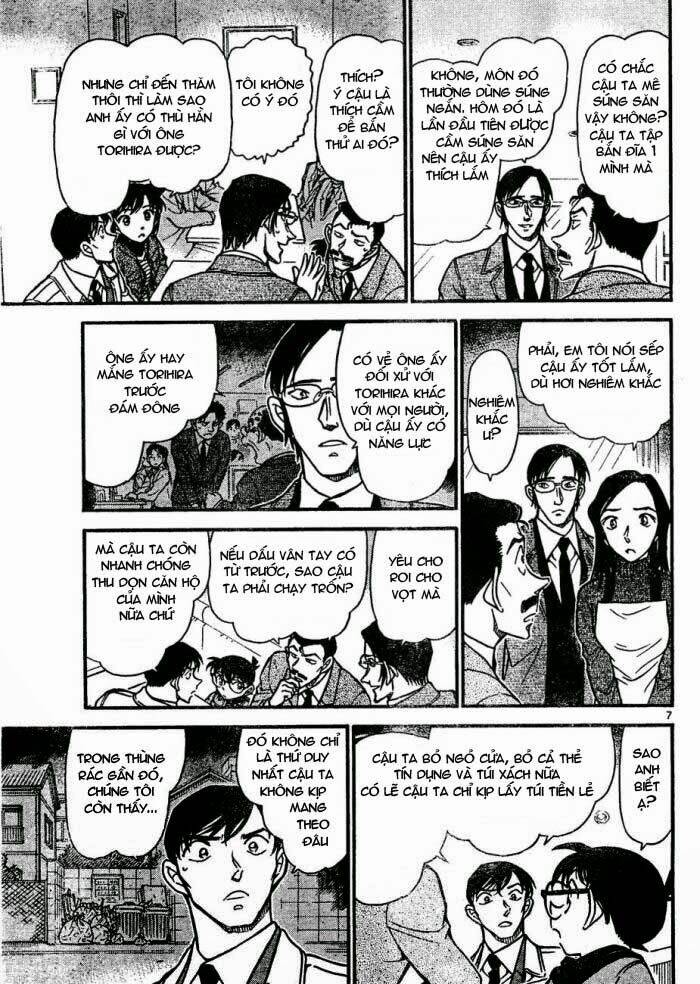 CÓ CHẮC
CẬU TA MÊ
SÚNG SĂN
VẬY KHÔNG?
CẬU TA TẬP
BẮN ĐĨA 1
MÌNH MÀ
KHÔNG, MÔN ĐÓ
THƯỜNG DÙNG SÚNG
NGẮN. HÔM ĐÓ LÀ
LẦN ĐẦU TIÊN ĐƯỢC
CẦM SÚNG SĂN
NÊN CẬU ẤY
THÍCH LẮM
THÍCH?
Ý CẬU LÀ
THÍCH CẦM
ĐỂ BẮN
THỬ AI ĐÓ?
TÔI KHÔNG
CÓ Ý ĐÓ
NHƯNG CHỈ ĐẾN THĂM
THÔI THÌ LÀM SAO
ANH ẤY CÓ THÙ HẰN
GÌ VỚI ÔNG
TORIHIRA ĐƯỢC?
PHẢI, EM TÔI NÓI SẾP
CẬU ẤY TỐT LẮM,
DÙ HƠI NGHIÊM KHẮC
NGHIÊM
KHẮC
Ư?
CÓ VẺ ÔNG ẤY
ĐỐI XỬ VỚI
TORIHIRA KHÁC
VỚI MỌI NGƯỜI,
DÙ CẬU ẤY CÓ
NĂNG LỰC
ÔNG ẤY HAY
MẮNG TORIHIRA
TRƯỚC
ĐÁM ĐÔNG
YÊU CHO
ROI CHO
VỌT MÀ
NẾU DẤU VÂN TAY CÓ
TỪ TRƯỚC, SAO CẬU
TA PHẢI CHẠY TRỐN?
MÀ CẬU TA CÒN
NHANH CHÓNG
THU DỌN CĂN HỘ
CỦA MÌNH
NỮA CHỨ
7
SAO
ANH
BIẾT
Ạ?
CẬU TA BỎ NGỎ CỬA, BỎ CẢ THẺ
TÍN DỤNG VÀ TÚI XÁCH NỮA
CÓ LẼ CẬU TA CHỈ KỊP LẤY TÚI TIỀN LẺ
ĐÓ KHÔNG CHỈ
LÀ THỨ DUY
NHẤT CẬU TA
KHÔNG KỊP
MANG
THEO
ĐÂU
TRONG THÙNG
RÁC GẦN ĐÓ,
CHÚNG TÔI
CÒN THẤY...